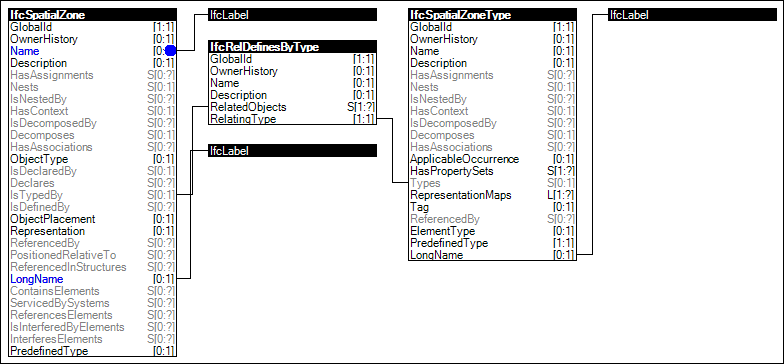 IfcSpatialZone
GlobalId [1:1]
OwnerHistory [0:1]
Name [0:
Description [0:1]
HasAssignments S[0:?]
Nests S[0:1]
IsNestedBy S[0:?]
HasContext S[0:1]
IsDecomposedBy S[0:?]
Decomposes S[0:1]
HasAssociations S[0:?]
ObjectType [0:1]
IsDeclaredBy S[0:1]
Declares S[0:?]
IsTypedBy S[0:1]
IsDefinedBy S[0:?]
ObjectPlacement [0:1]
Representation [0:1]
ReferencedBy S[0:?]
PositionedRelativeTo S[0:?]
ReferencedInStructures S[0:?]
LongName [0:1]
ContainsElements S[0:?]
ServicedBySystems S[0:?]
ReferencesElements S[0:?]
IsInterferedByElements S[0:?]
InterferesElements S[0:?]
PredefinedType [0:1]
IfcLabel
IfcRelDefinesByType
GlobalId [1:1]
OwnerHistory [0:1]
Name [0:1]
Description [0:1]
RelatedObjects S[1:?]
RelatingType [1:1]
IfcLabel
IfcSpatialZoneType
GlobalId [1:1]
OwnerHistory [0:1]
Name [0:1]
Description [0:1]
HasAssignments S[0:?]
Nests S[0:1]
IsNestedBy S[0:?]
HasContext S[0:1]
IsDecomposedBy S[0:?]
Decomposes S[0:1]
HasAssociations S[0:?]
ApplicableOccurrence [0:1]
HasPropertySets S[1:?]
Types S[0:1]
RepresentationMaps L[1:?]
Tag [0:1]
ReferencedBy S[0:?]
ElementType [0:1]
PredefinedType [1:1]
LongName [0:1]
IfcLabel